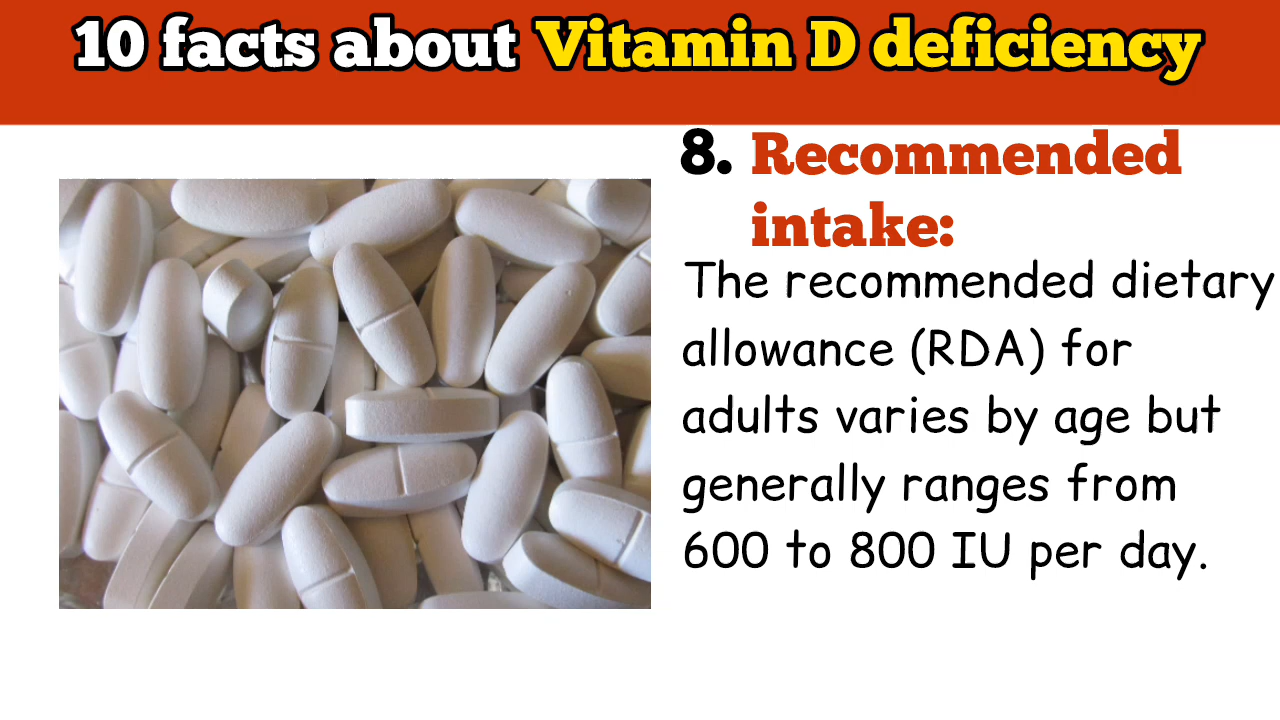 10 facts about Vitamin D deficiency
8. Recommended
intake:
The recommended dietary
allowance (RDA) for
adults varies by age but
generally ranges from
600 to 800 IU per day.